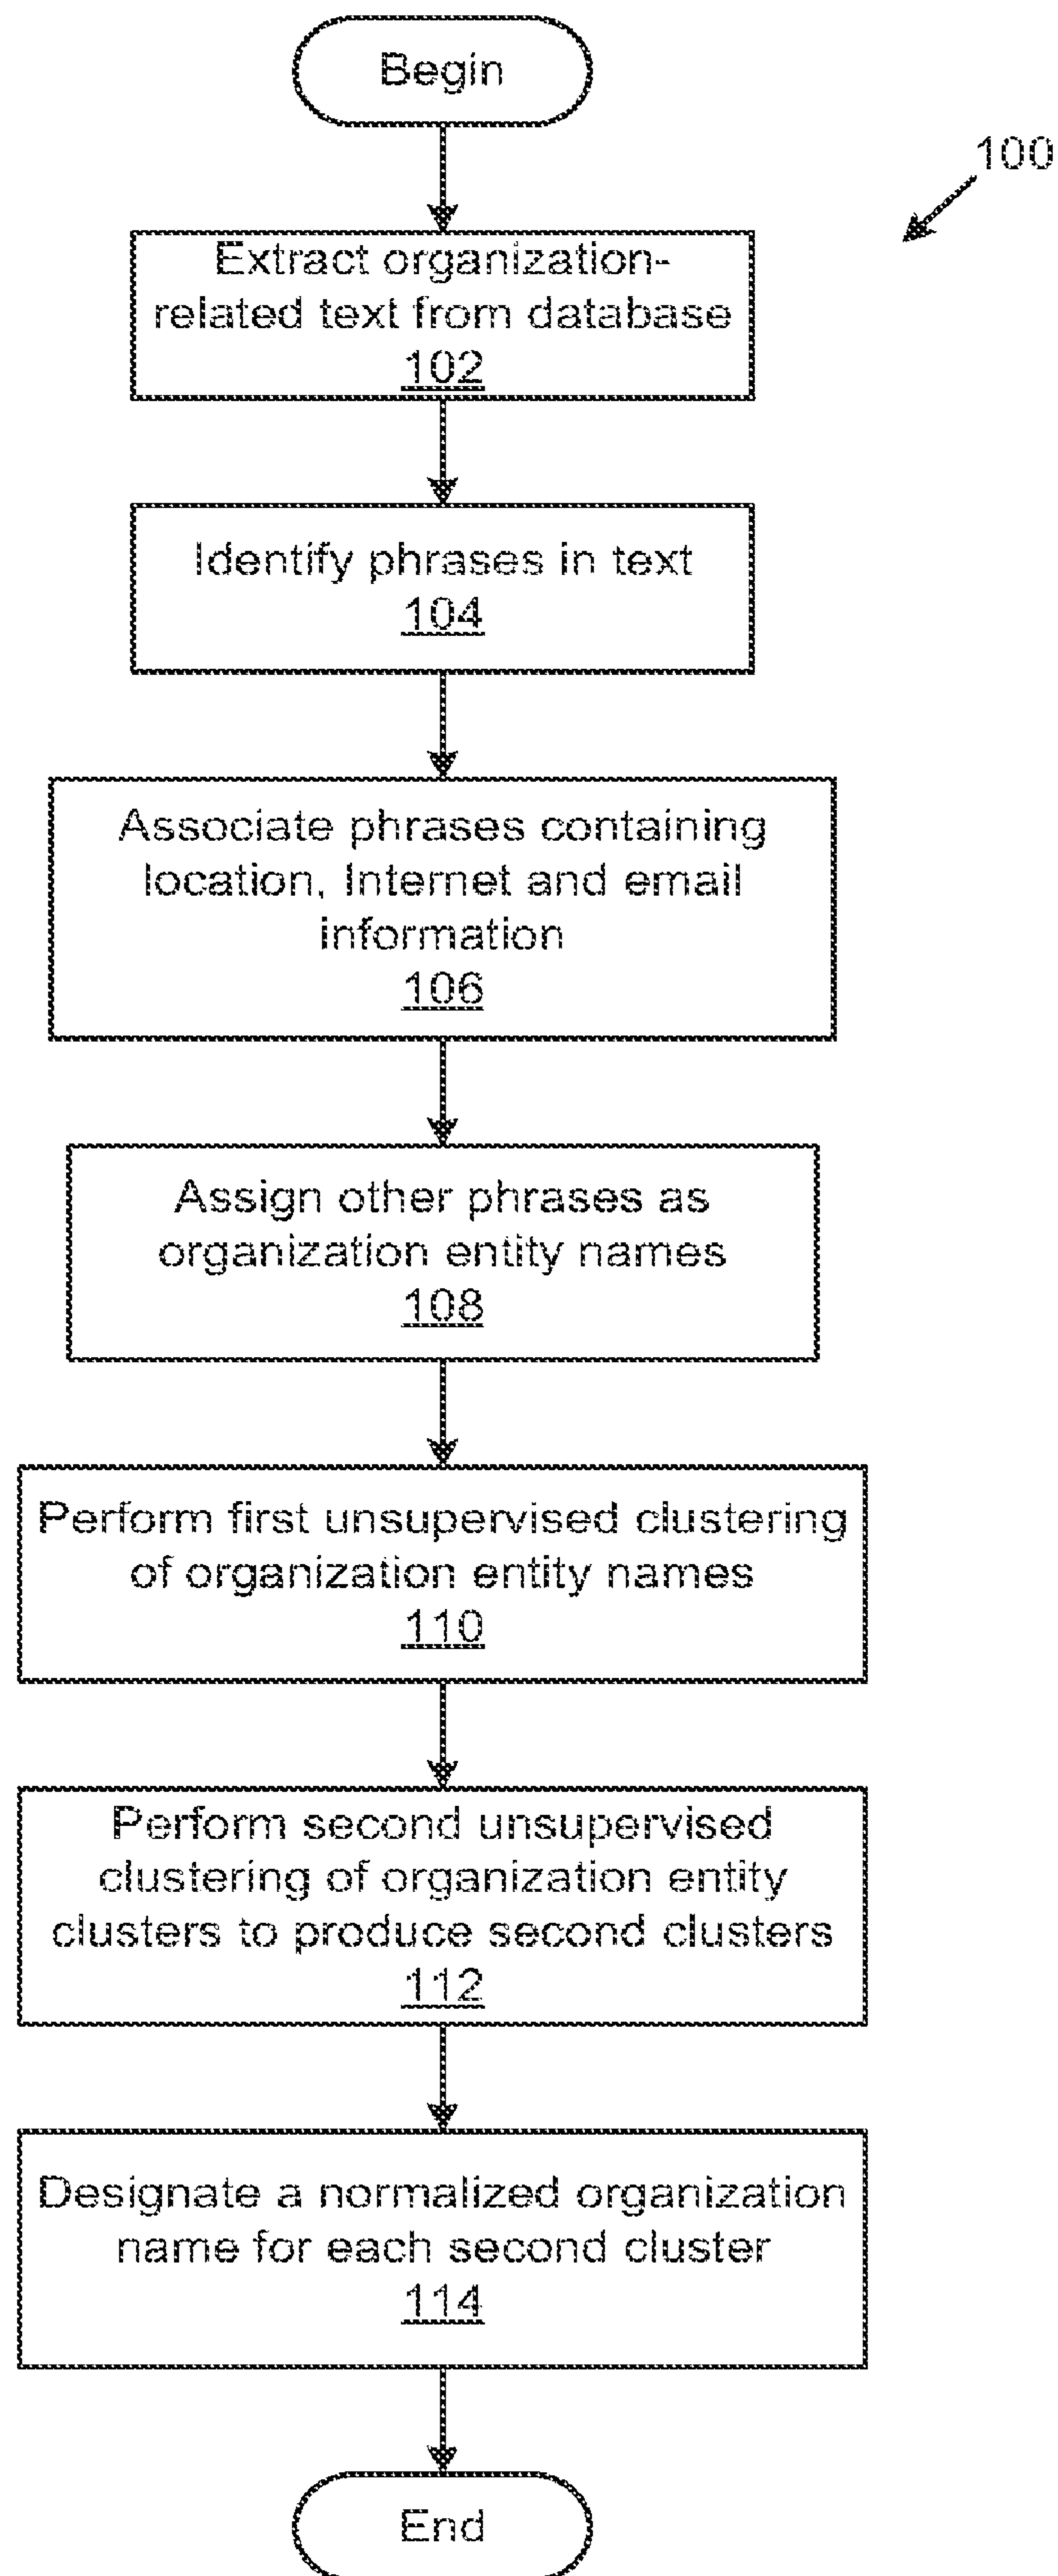 Begin
100
Extract organization-
related text from database
102
Identify phrases in text
104
Associate phrases containing
location, Internet and email
information
106
Assign other phrases as
organization entity names
108
Perform first unsupervised clustering
of organization entity names
110
Perform second unsupervised
clustering of organization entity
clusters to produce second clusters
112
Designate a normalized organization
name for each second cluster
114
End